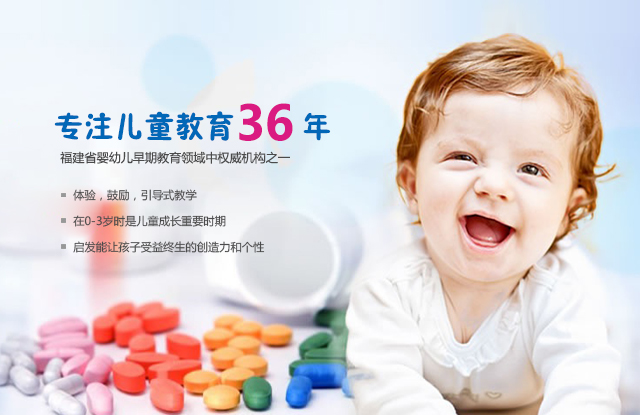 专注儿童教育36年
福建省婴幼儿早期教育领域中权威机构之一
体验，鼓励，引导式教学
在0-3岁时是儿童成长重要时期
启发能让孩子受益终生的创造力和个性